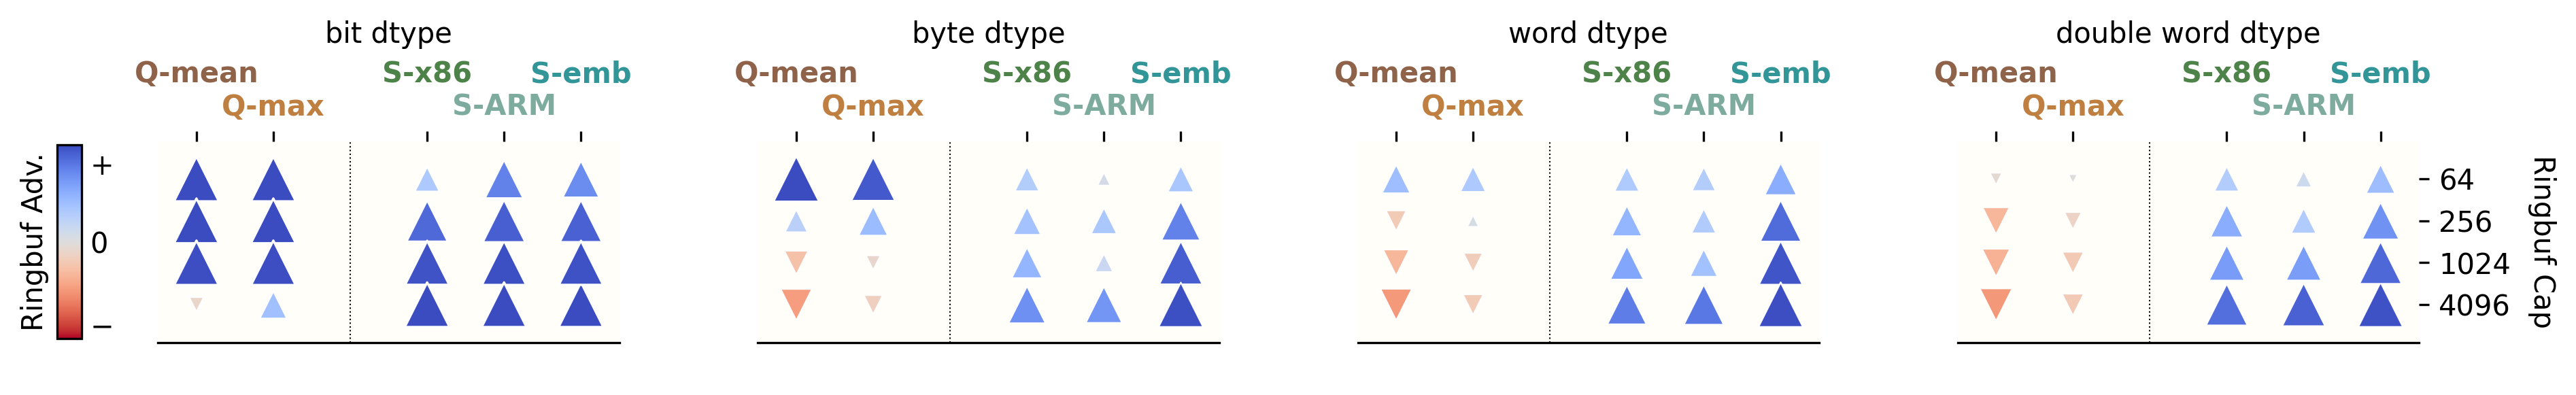 bit dtype
byte dtype
word dtype
double word dtype
Q-mean S-x86 S-emb
Q-max S-ARM
Q-mean S-x86 S-emb
Q-max S-ARM
Q-mean S-x86 S-emb
Q-max S-ARM
Q-mean S-x86 S-emb
Q-max S-ARM
Ringbuf Adv.
+
0
−
64
256
1024
4096
Ringbuf Cap